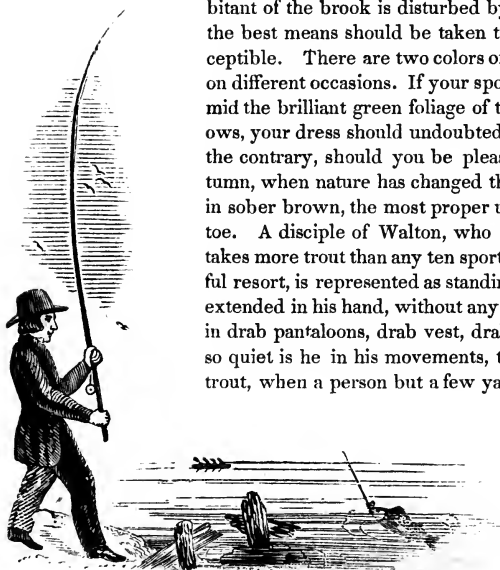 bitant of the brook is disturbed by
the best means should be taken t
ceptible. There are two colors o
on different occasions. If your spo
mid the brilliant green foliage of t
ows, your dress should undoubted
the contrary, should you be pleas
tumn, when nature has changed th
in sober brown, the most proper u
toe. A disciple of Walton, who
takes more trout than any ten sport
ful resort, is represented as standin
extended in his hand, without any
in drab pantaloons, drab vest, dra
so quiet is he in his movements, t
trout, when a person but a few ya